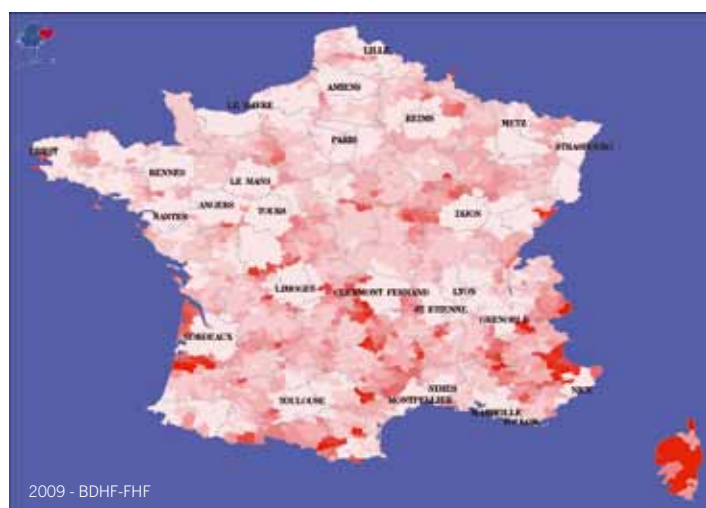 LILLE
AMIENS
LE HAVRE
REIMS
METZ
PARIS
STRASBOURG
BREST
RENNES
LE MANS
ANGERS
TOURS
NANTES
DIJON
LIMOGES
CLERMONT FERRAND
LYON
ST ETIENNE
GRENOBLE
BORDEAUX
NIMES
NICE
TOULOUSE
MONTPELLIER
MARSEILLE
TOULON
2009 - BDHF-FHF